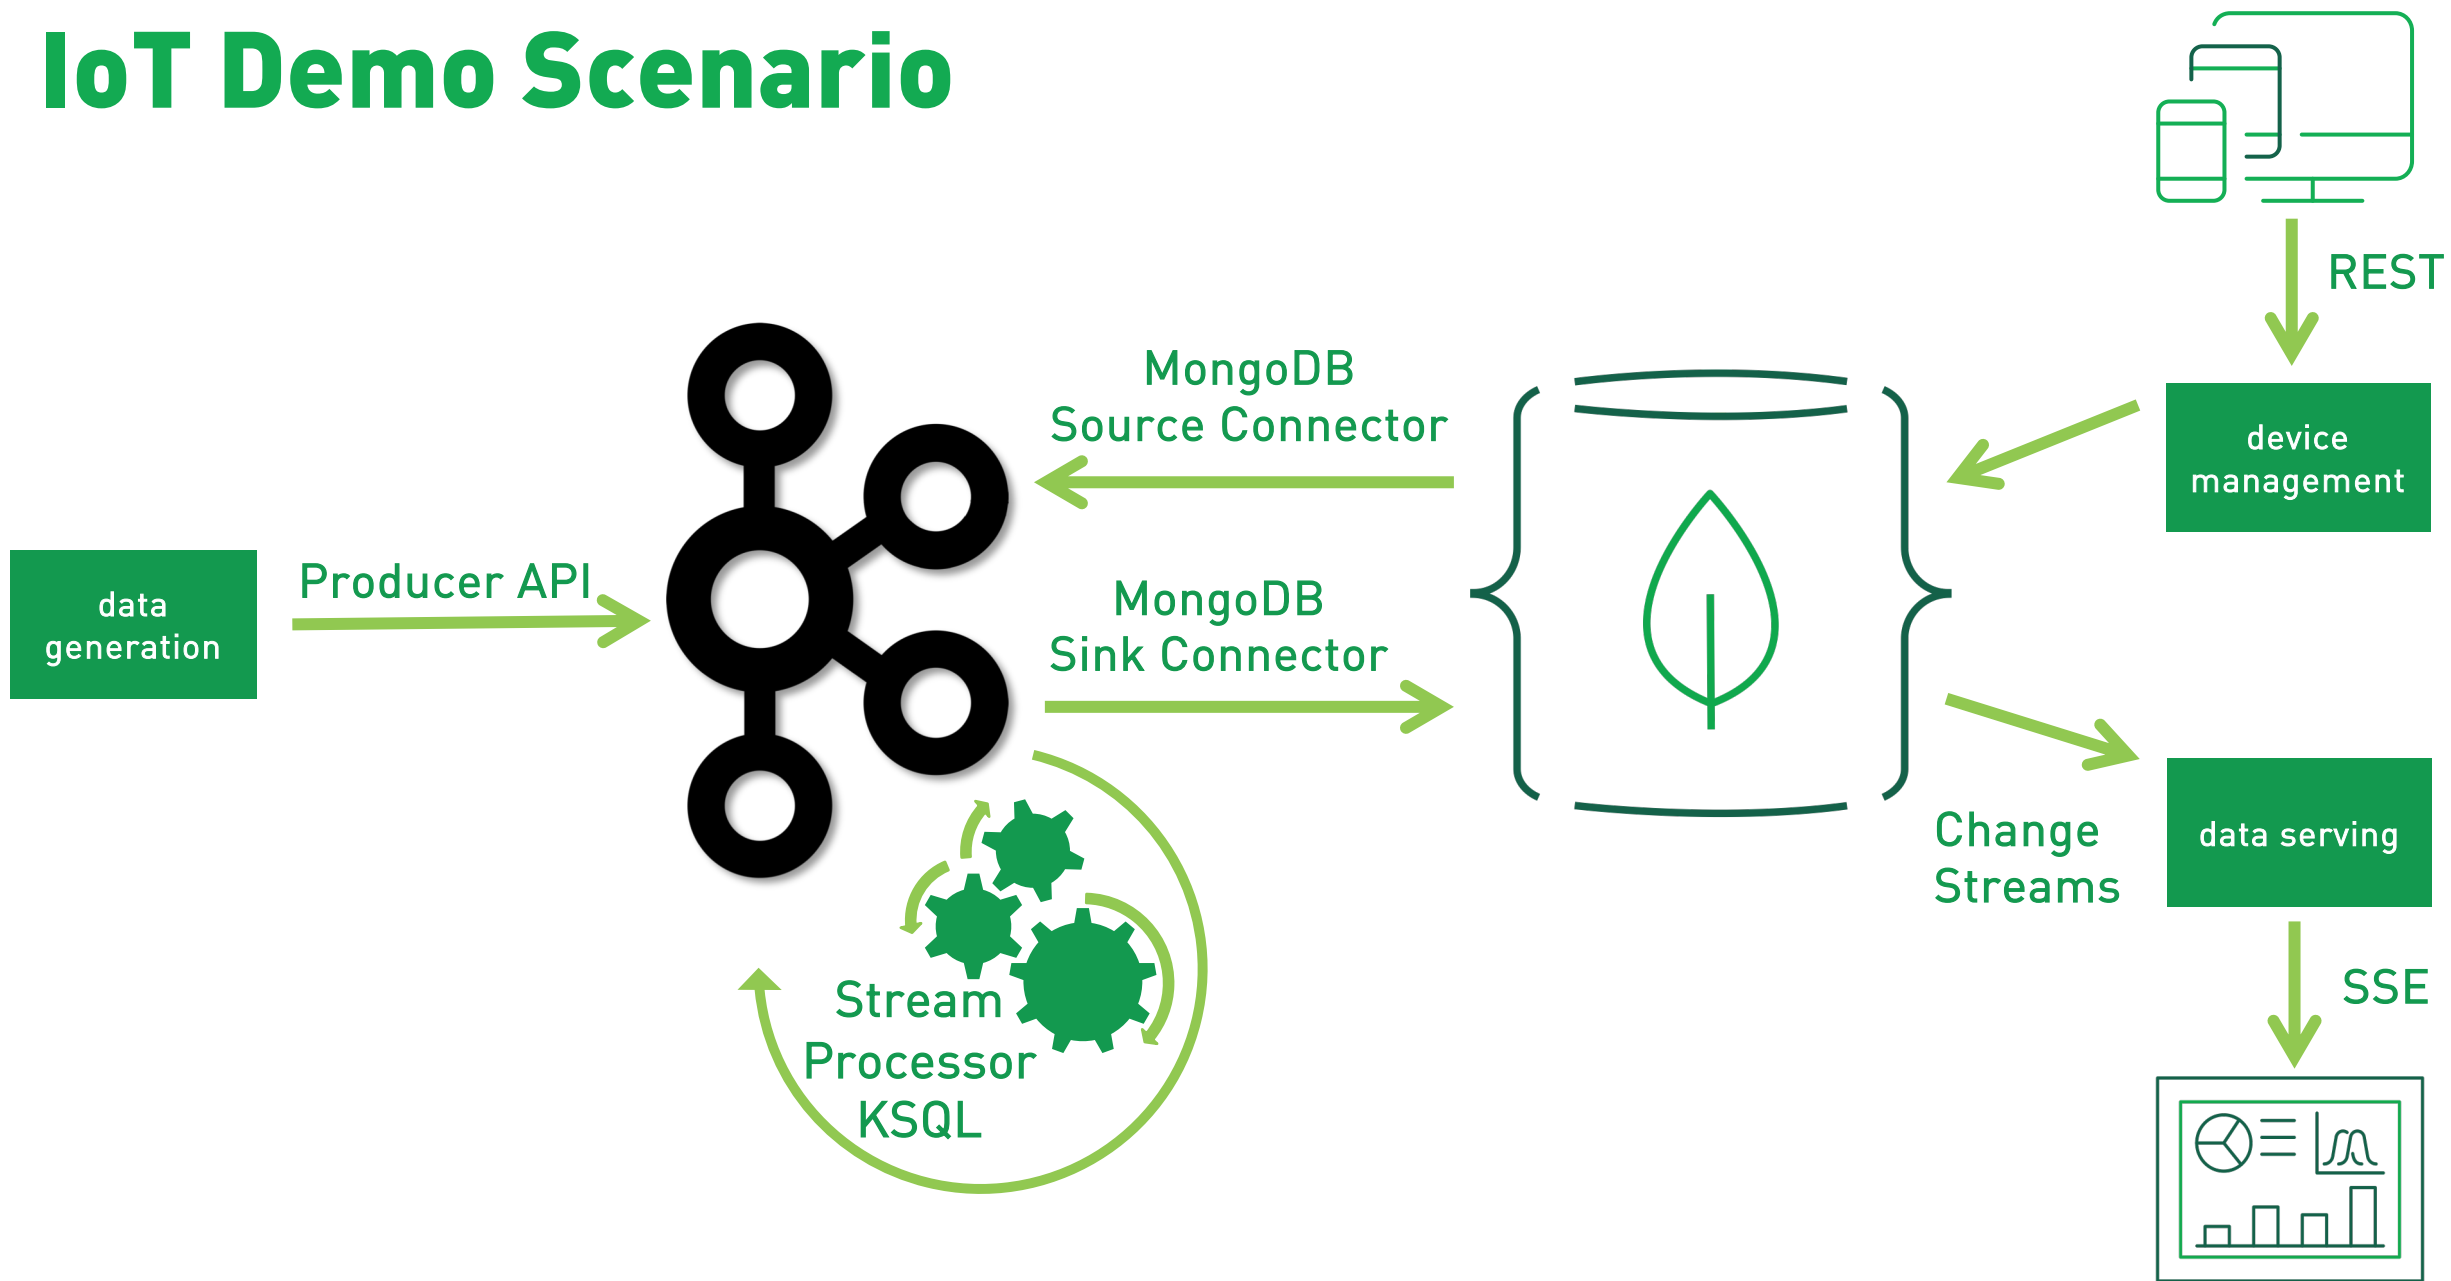 IoT Demo Scenario
REST
MongoDB
Source Connector
device
management
Producer API
data
generation
MongoDB
Sink Connector
Change
Streams
data serving
Stream
Processor
KSQL
SSE